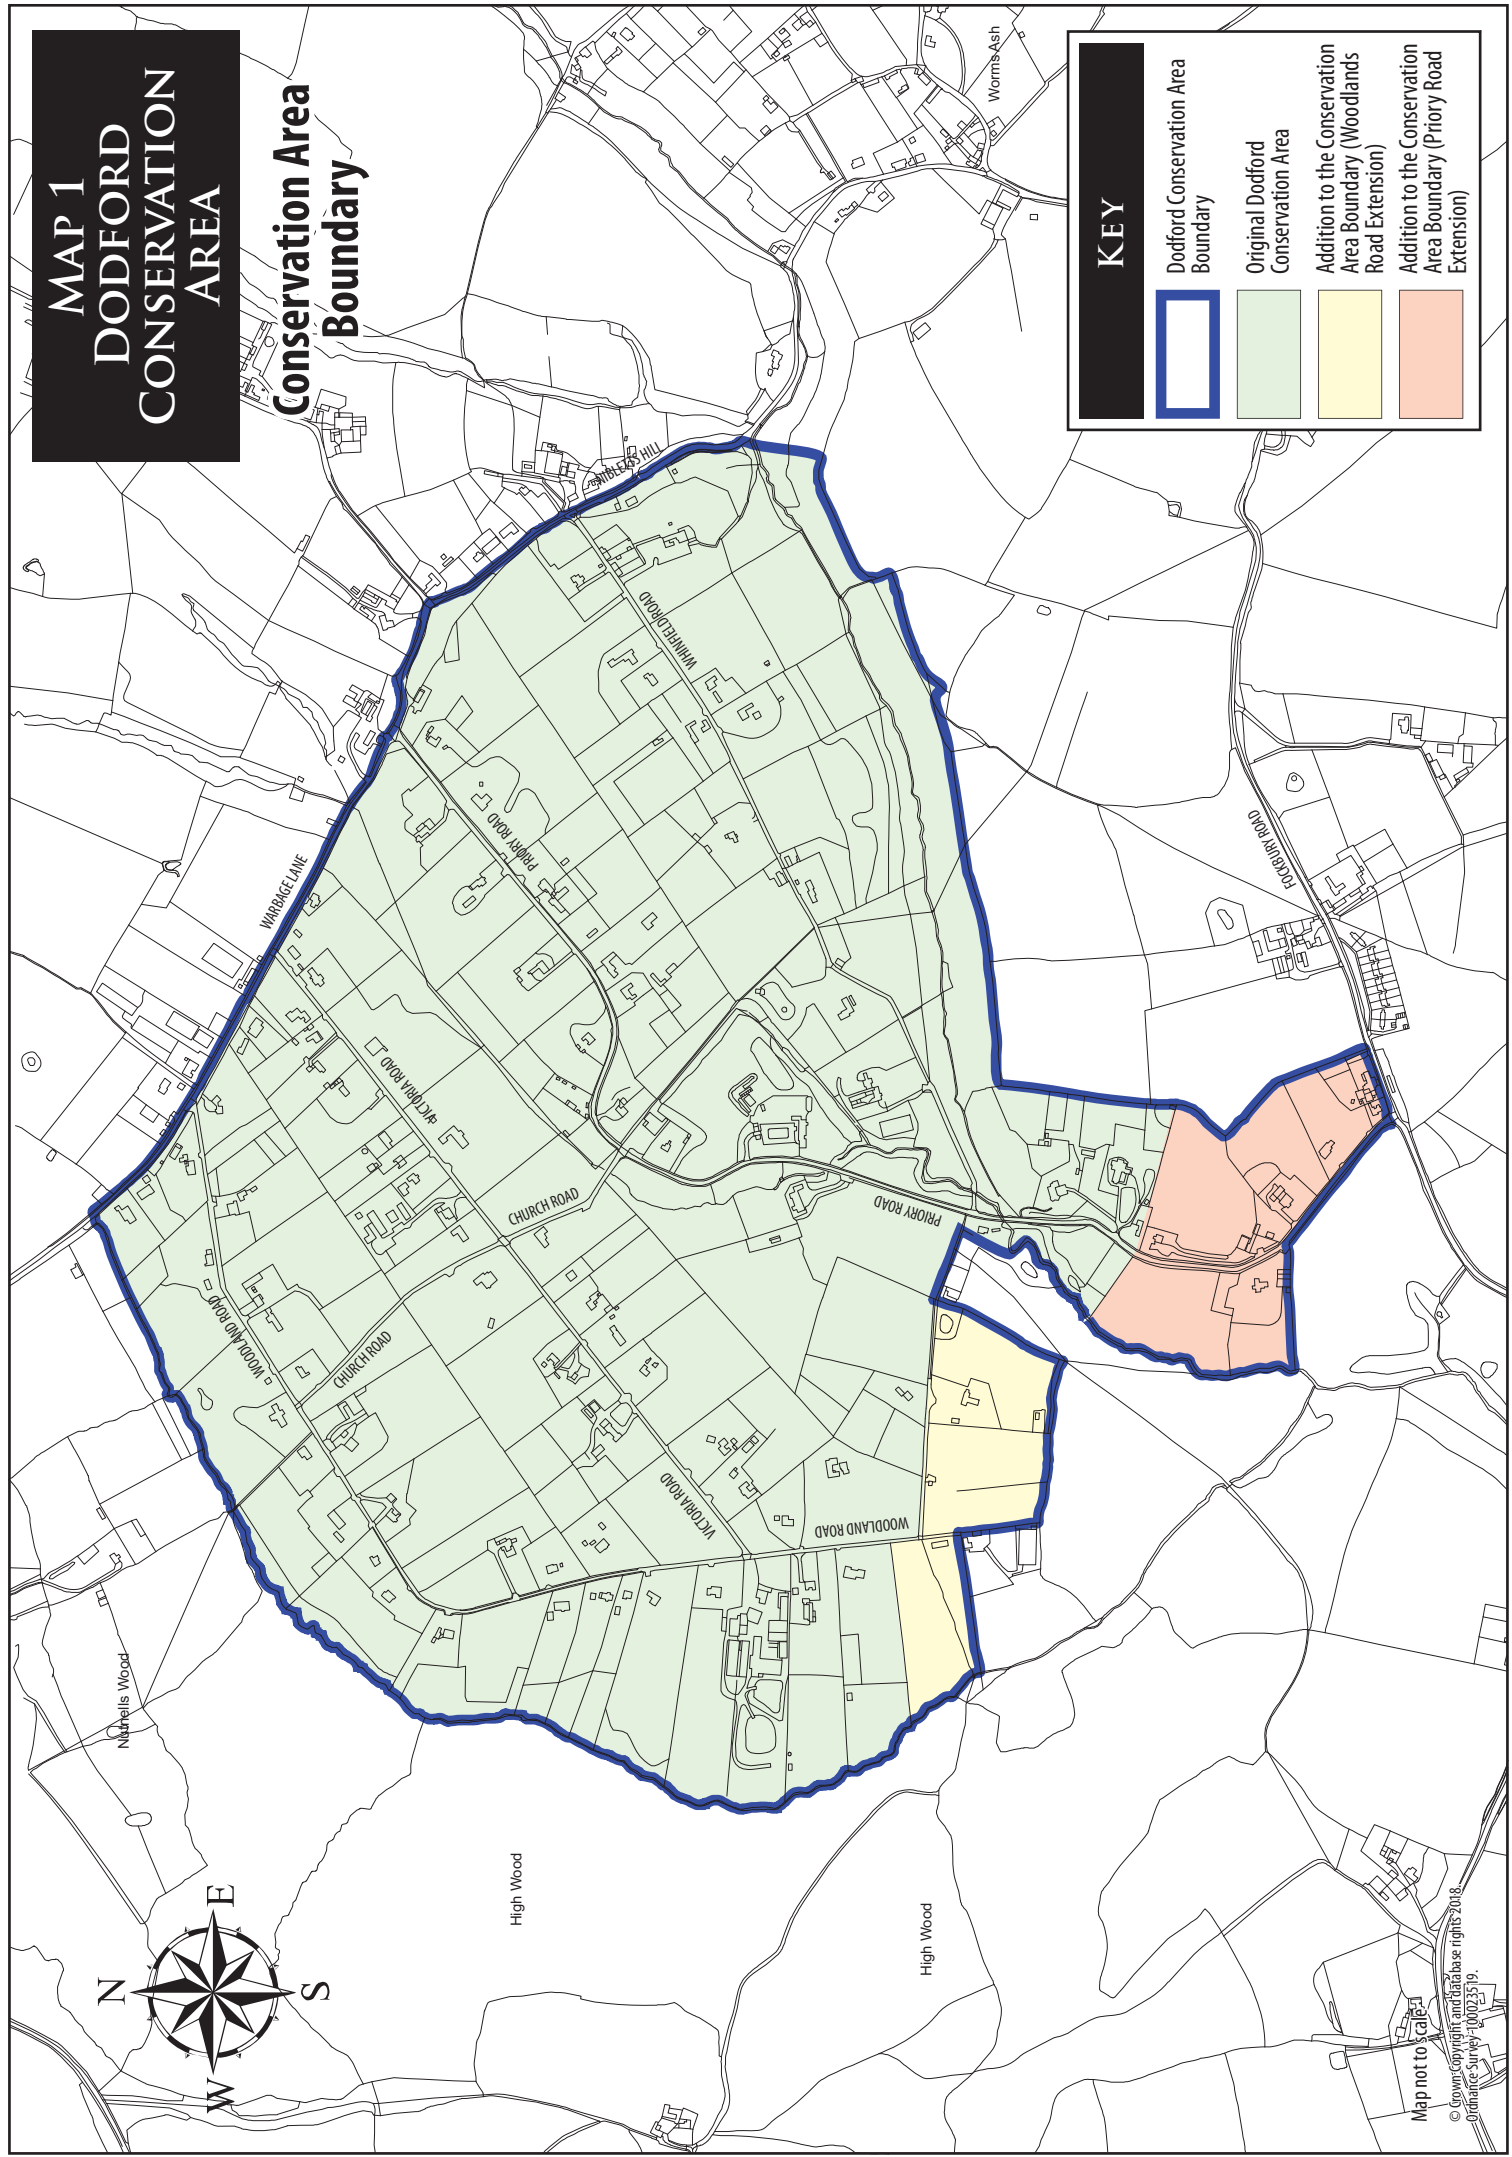 MAP 1
DODFORD
CONSERVATION
AREA
Conservation Area
Boundary
KEY
Dodford Conservation Area
Boundary
Original Dodford
Conservation Area
Addition to the Conservation
Area Boundary (Woodlands
Road Extension)
Addition to the Conservation
Area Boundary (Priory Road
Extension)
N
E
S
W
Nutnells Wood
High Wood
High Wood
Worms Ash
WARBAGE LANE
NIBLETTS HILL
WHINFIELD ROAD
PRIORY ROAD
VICTORIA ROAD
CHURCH ROAD
WOODLAND ROAD
CHURCH ROAD
VICTORIA ROAD
WOODLAND ROAD
PRIORY ROAD
FOCKBURY ROAD
Map not to scale
© Crown Copyright and database rights 2018.
Ordnance Survey 100023519.